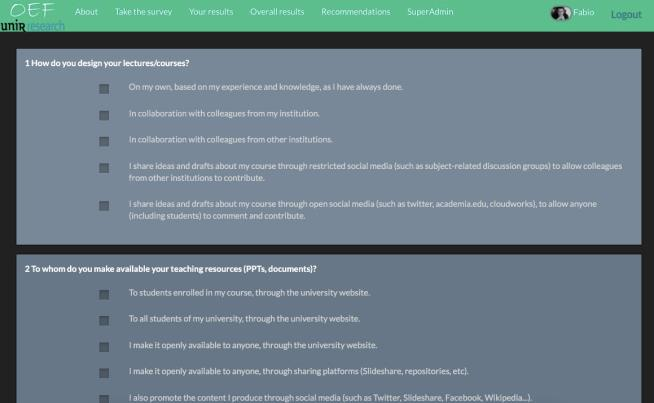 OEF
unir research
About Take the survey Your results Overall results Recommendations SuperAdmin Fabio Logout
1 How do you design your lectures/courses?
On my own, based on my experience and knowledge, as I have always done.
In collaboration with colleagues from my institution.
In collaboration with colleagues from other institutions.
I share ideas and drafts about my course through restricted social media (such as subject-related discussion groups) to allow colleagues
from other institutions to contribute.
I share ideas and drafts about my course through open social media (such as twitter, academia.edu, cloudworks), to allow anyone
(including students) to comment and contribute.
2 To whom do you make available your teaching resources (PPTs, documents)?
To students enrolled in my course, through the university website.
To all students of my university, through the university website.
I make it openly available to anyone, through the university website.
I make it openly available to anyone, through sharing platforms (Slideshare, repositories, etc).
I also promote the content I produce through social media (such as Twitter, Slideshare, Facebook, Wikipedia...).